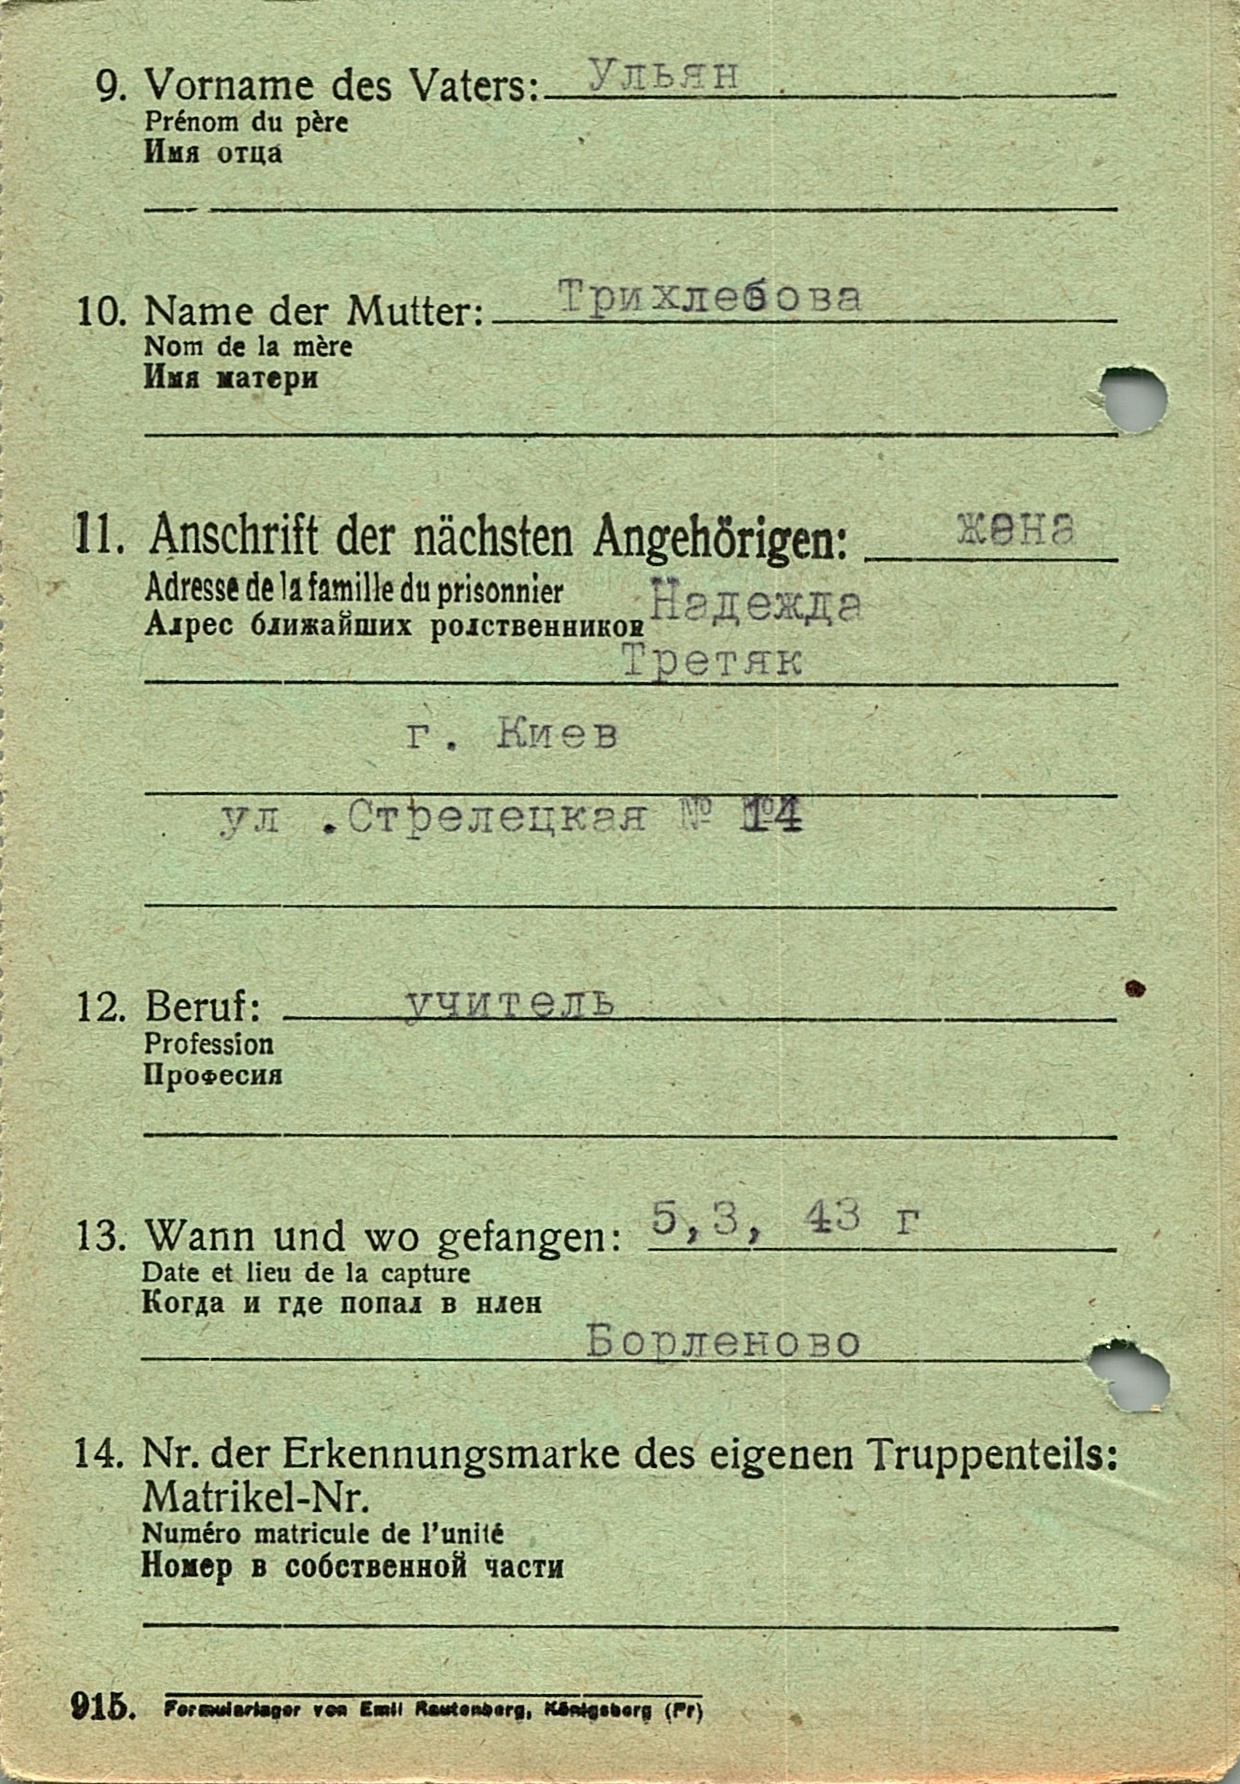 9. Vorname des Vaters: Ульян
Prénom du père
Имя отца
10. Name der Mutter: Трихлебова
Nom de la mère
Имя матери
11. Anschrift der nächsten Angehörigen: жена
Adresse de la famille du prisonnier Надежда
Алрес ближайших ролственников
Третяк
г. Киев
ул .Стрелецкая № 14
12. Beruf: учитель
Profession
Професия
13. Wann und wo gefangen: 5,3, 43 г
Date et lieu de la capture
Когда и где попал в нлен
Борленово
14. Nr. der Erkennungsmarke des eigenen Truppenteils:
Matrikel-Nr.
Numéro matricule de l'unité
Номер в собственной части
915. Formularlager von Emil Rautenberg, Königsberg (Pr)